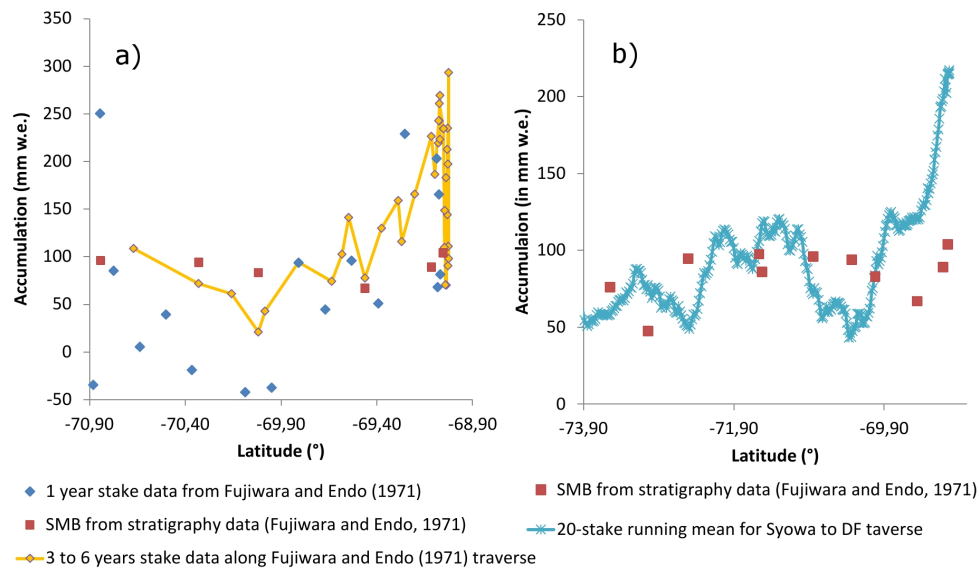 a)
Accumulation (mm w.e.)
350
300
250
200
150
100
50
0
-50
-70,90
-70,40
-69,90
-69,40
-68,90
Latitude (°)
1 year stake data from Fujiwara and Endo (1971)
SMB from stratigraphy data (Fujiwara and Endo, 1971)
3 to 6 years stake data along Fujiwara and Endo (1971) traverse
b)
Accumulaion (in mm w.e.)
250
200
150
100
50
0
-73,90
-71,90
-69,90
Latitude (°)
SMB from stratigraphy data (Fujiwara and Endo, 1971)
20-stake running mean for Syowa to DF taverse